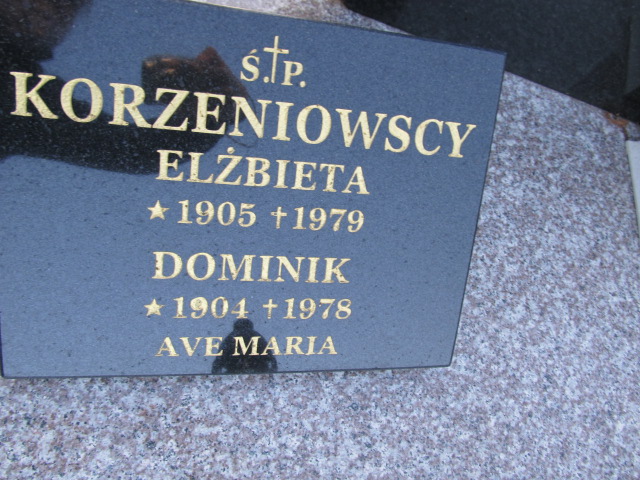 Ś.†P.
KORZENIOWSCY
ELŻBIETA
★ 1905 † 1979
DOMINIK
★ 1904 † 1978
AVE MARIA